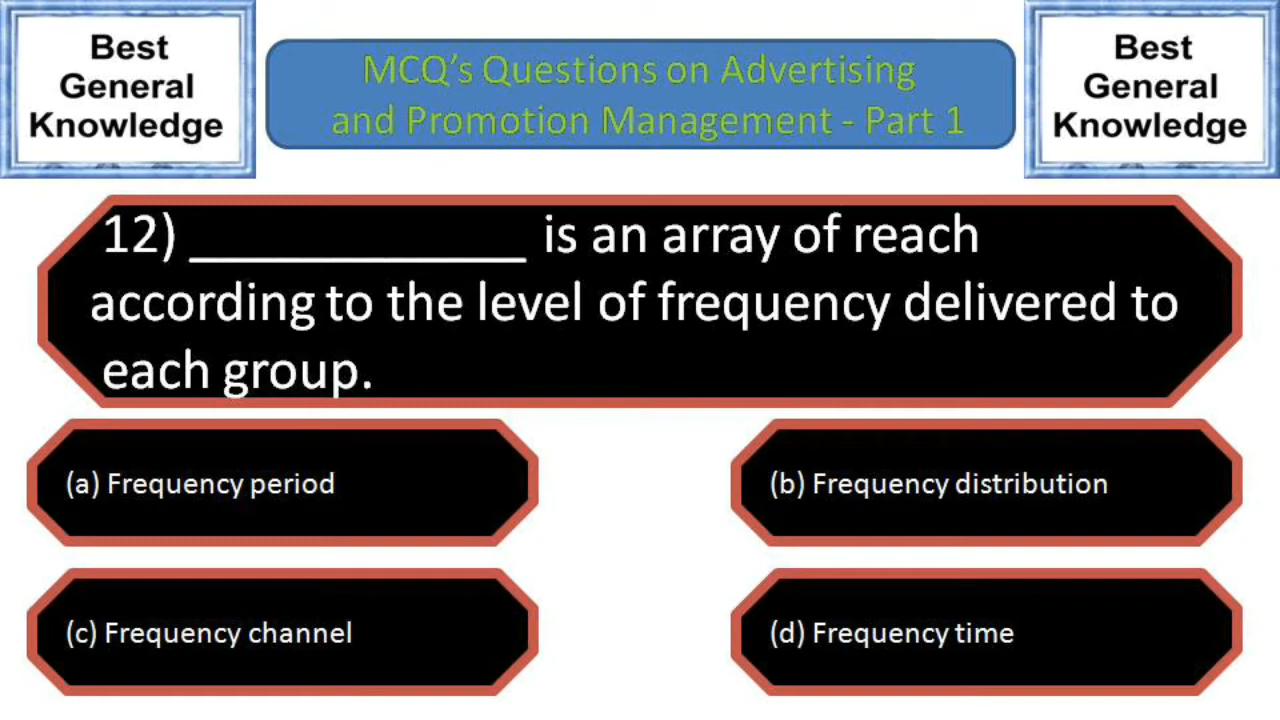 Best
General
Knowledge
MCQ's Questions on Advertising
and Promotion Management - Part 1
Best
General
Knowledge
12) ____________ is an array of reach
according to the level of frequency delivered to
each group.
(a) Frequency period
(b) Frequency distribution
(c) Frequency channel
(d) Frequency time